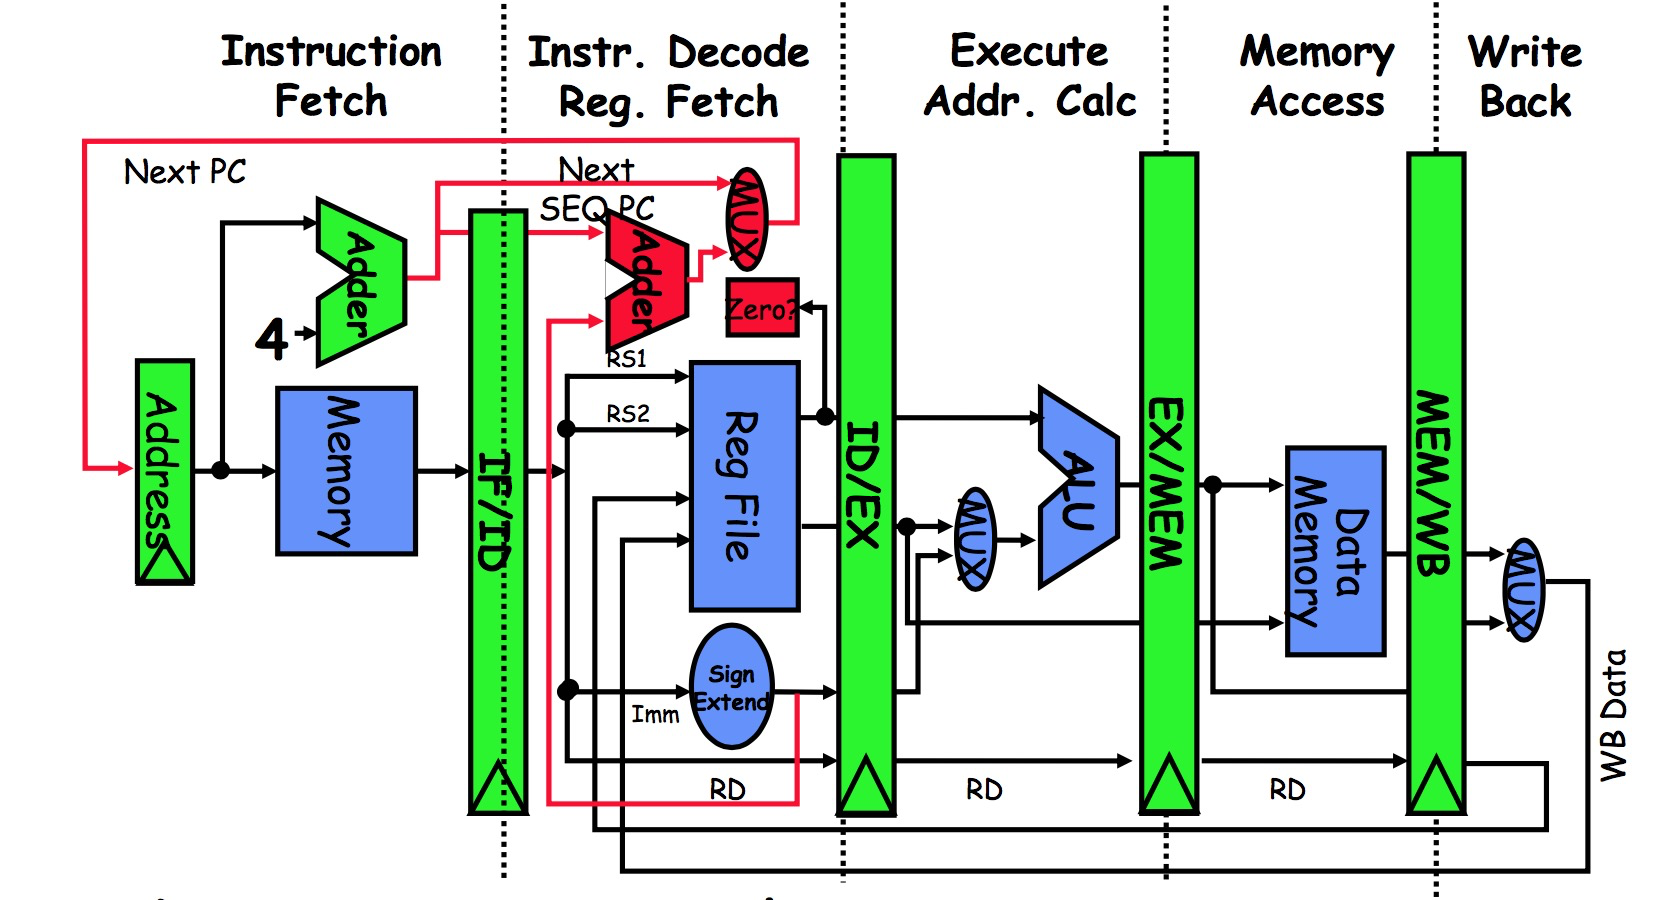 Instruction
Fetch
Instr. Decode
Reg. Fetch
Execute
Addr. Calc
Memory
Access
Write
Back
Next PC
Next
SEQ PC
MUX
Adder
Adder
Zero?
4
RS1
Address
Memory
IF/ID
RS2
Reg File
ID/EX
MUX
ALU
EX/MEM
Data
Memory
MEM/WB
MUX
Sign
Extend
Imm
WB Data
RD
RD
RD